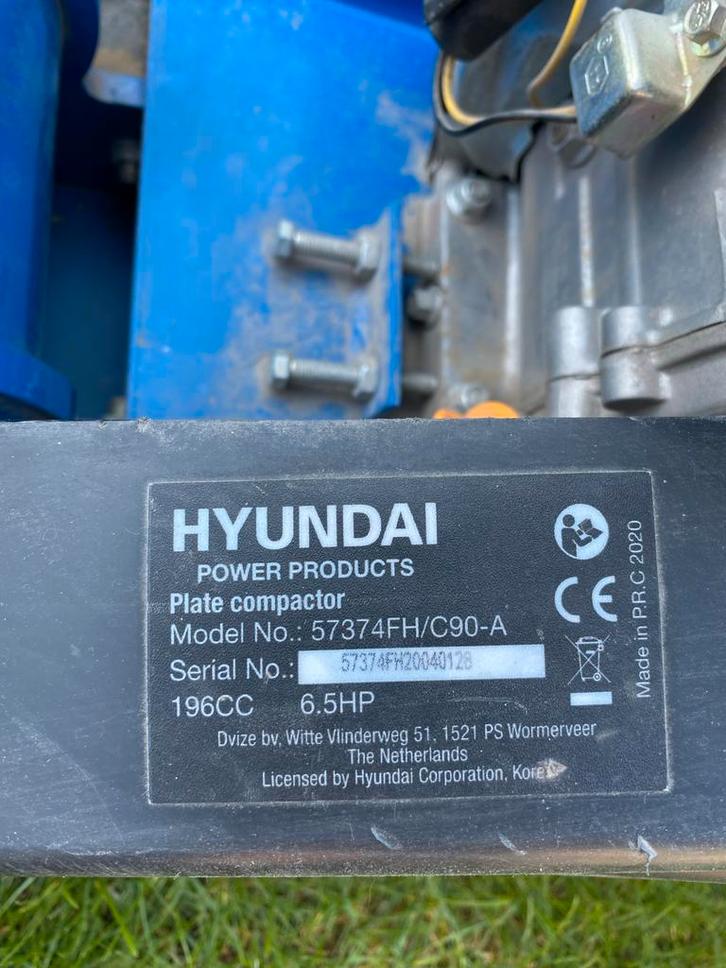 HYUNDAI
POWER PRODUCTS
Plate compactor
Model No.: 57374FH/C90-A
Serial No.: 57374FH20040128
196CC 6.5HP
Dvize bv, Witte Vlinderweg 51, 1521 PS Wormerveer
The Netherlands
Licensed by Hyundai Corporation, Korea
CE
Made in P.R.C 2020